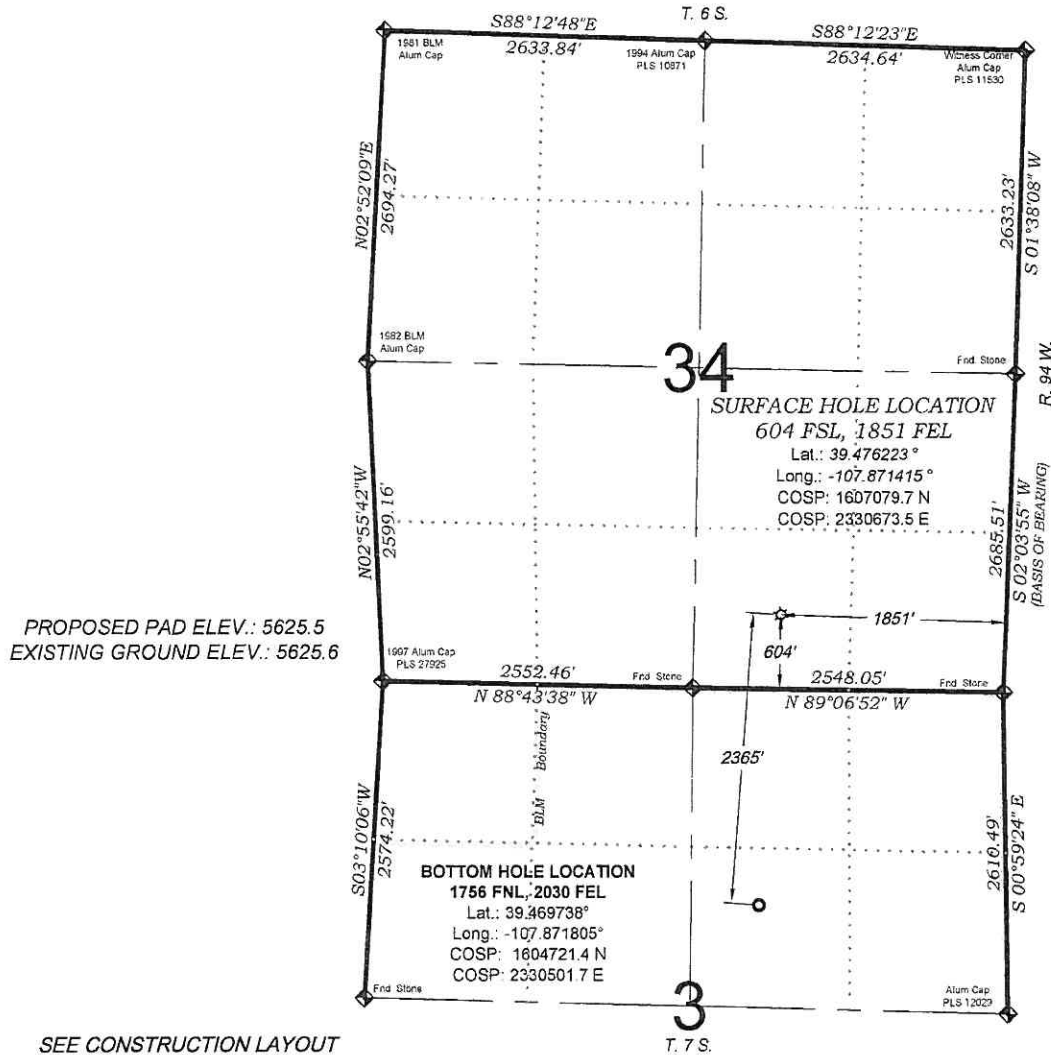 T. 6 S.
S88°12'48"E
2633.84'
S88°12'23"E
2634.64'
1981 BLM
Alum Cap
1994 Alum Cap
PLS 10871
Witness Corner
Alum Cap
PLS 11530
N02°52'09"E
2694.27'
2633.23'
S 01°38'08" W
1982 BLM
Alum Cap
Fnd. Stone
34
R. 94 W.
SURFACE HOLE LOCATION
604 FSL, 1851 FEL
Lat.: 39.476223°
Long.: -107.871415°
COSP: 1607079.7 N
COSP: 2330673.5 E
N02°55'42"W
2599.16'
2685.51'
S 02°03'55" W
(BASIS OF BEARING)
PROPOSED PAD ELEV.: 5625.5
EXISTING GROUND ELEV.: 5625.6
1851'
604'
1997 Alum Cap
PLS 27925
2552.46'
N 88°43'38" W
Fnd Stone
2548.05'
N 89°06'52" W
Fnd Stone
BLM Boundary
2365'
S03°10'06"W
2574.22'
2610.49'
S 00°59'24" E
BOTTOM HOLE LOCATION
1756 FNL, 2030 FEL
Lat.: 39.469738°
Long.: -107.871805°
COSP: 1604721.4 N
COSP: 2330501.7 E
Fnd Stone
3
Alum Cap
PLS 12029
SEE CONSTRUCTION LAYOUT
T. 7 S.